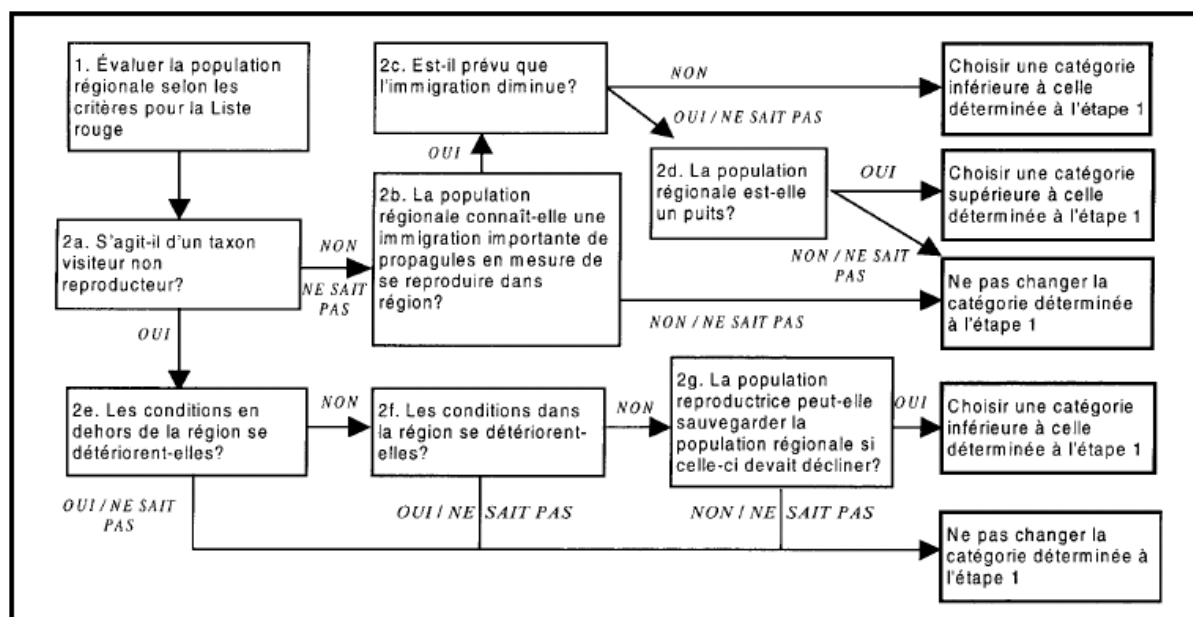 1. Évaluer la population
régionale selon les
critères pour la Liste
rouge
2c. Est-il prévu que
l'immigration diminue?
NON
Choisir une catégorie
inférieure à celle
déterminée à l'étape 1
OUI / NE SAIT PAS
OUI
2d. La population
régionale est-elle
un puits?
OUI
Choisir une catégorie
supérieure à celle
déterminée à l'étape 1
2a. S'agit-il d'un taxon
visiteur non
reproducteur?
NON
NE SAIT
PAS
2b. La population
régionale connaît-elle une
immigration importante de
propagules en mesure de
se reproduire dans
région?
NON / NE SAIT
PAS
NON / NE SAIT PAS
Ne pas changer la
catégorie déterminée
à l'étape 1
OUI
2e. Les conditions en
dehors de la région se
détériorent-elles?
NON
2f. Les conditions dans
la région se détériorent-
elles?
NON
2g. La population
reproductrice peut-elle
sauvegarder la
population régionale si
celle-ci devait décliner?
OUI
Choisir une catégorie
inférieure à celle
déterminée à l'étape 1
OUI / NE SAIT
PAS
OUI / NE SAIT PAS
NON / NE SAIT PAS
Ne pas changer la
catégorie déterminée à
l'étape 1